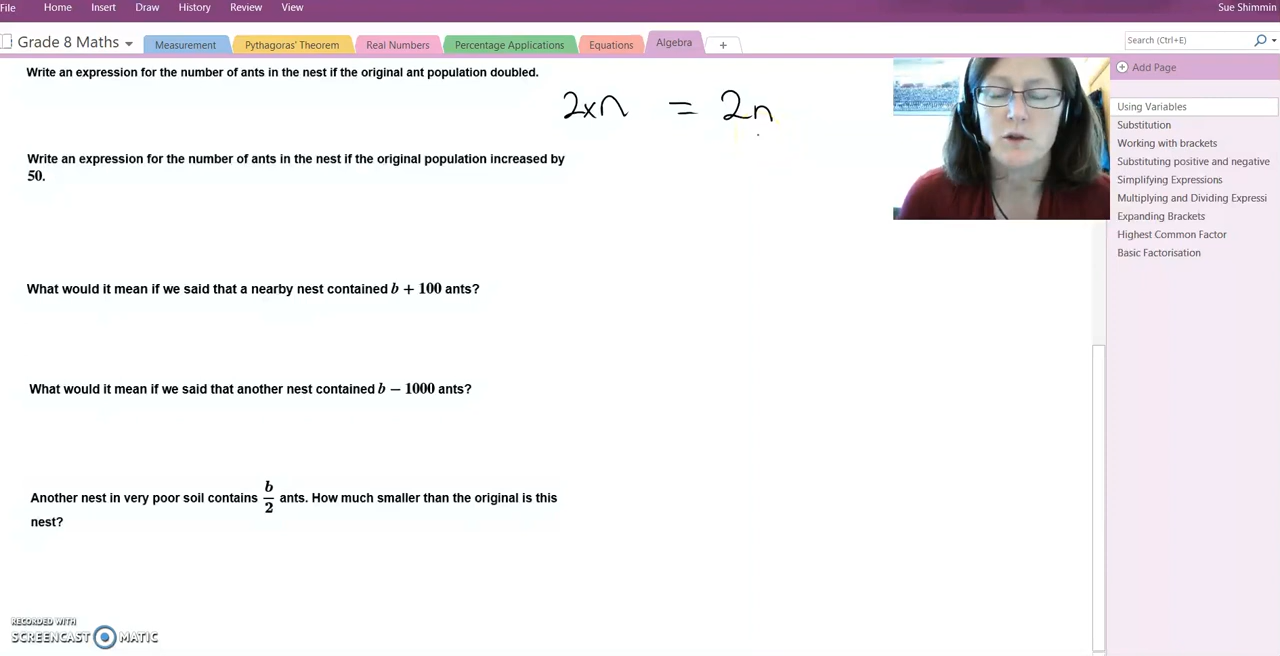 File Home Insert Draw History Review View Sue Shimmin
Grade 8 Maths Measurement Pythagoras' Theorem Real Numbers Percentage Applications Equations Algebra + Search (Ctrl+E)
Add Page
Write an expression for the number of ants in the nest if the original ant population doubled.
2xn = 2n
Write an expression for the number of ants in the nest if the original population increased by
50.
What would it mean if we said that a nearby nest contained b + 100 ants?
What would it mean if we said that another nest contained b − 1000 ants?
Another nest in very poor soil contains b/2 ants. How much smaller than the original is this
nest?
Using Variables
Substitution
Working with brackets
Substituting positive and negative
Simplifying Expressions
Multiplying and Dividing Expressi
Expanding Brackets
Highest Common Factor
Basic Factorisation
RECORDED WITH
SCREENCAST MATIC